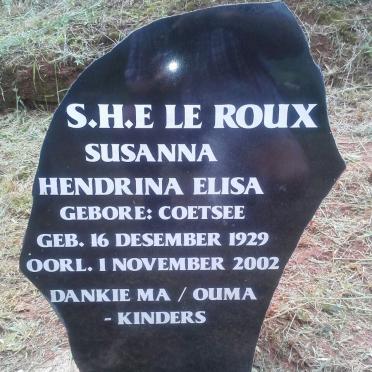 S.H.E LE ROUX
SUSANNA
HENDRINA ELISA
GEBORE: COETSEE
GEB. 16 DESEMBER 1929
OORL. 1 NOVEMBER 2002
DANKIE MA / OUMA
- KINDERS